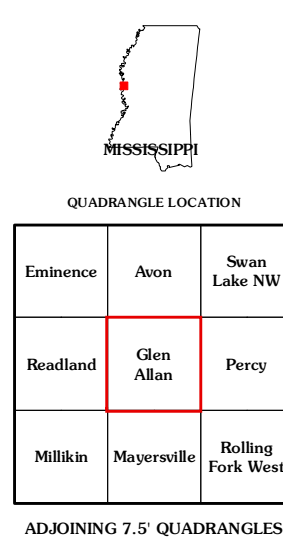 MISSISSIPPI
QUADRANGLE LOCATION
Eminence
Avon
Swan
Lake NW
Readland
Glen
Allan
Percy
Millikin
Mayersville
Rolling
Fork West
ADJOINING 7.5' QUADRANGLES